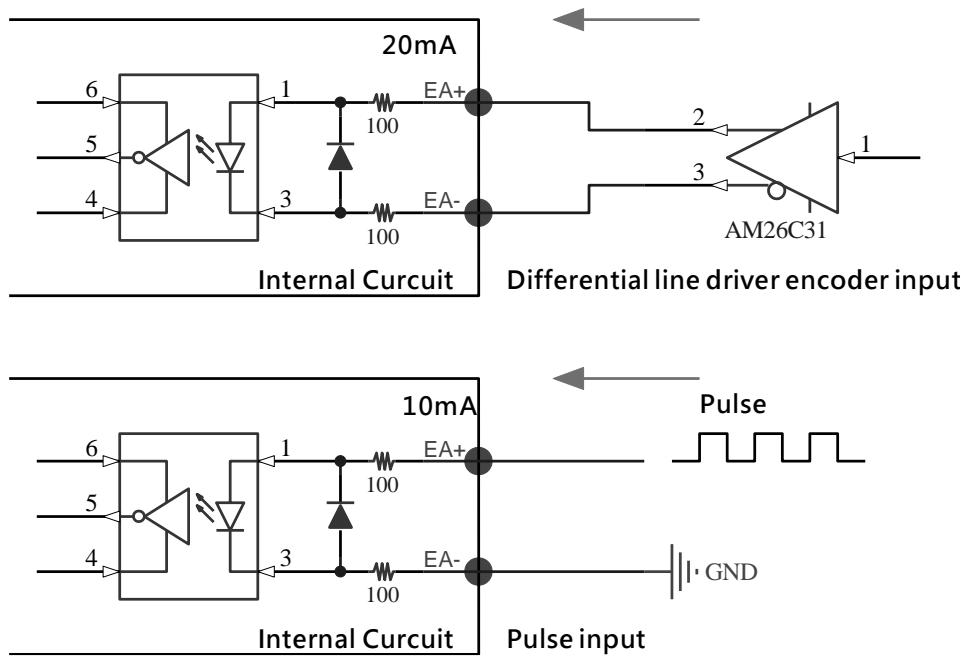 20mA
6
1
EA+
100
2
5
1
3
4
3
EA-
100
AM26C31
Internal Curcuit
Differential line driver encoder input
10mA
Pulse
6
1
EA+
100
5
4
3
EA-
100
GND
Internal Curcuit
Pulse input